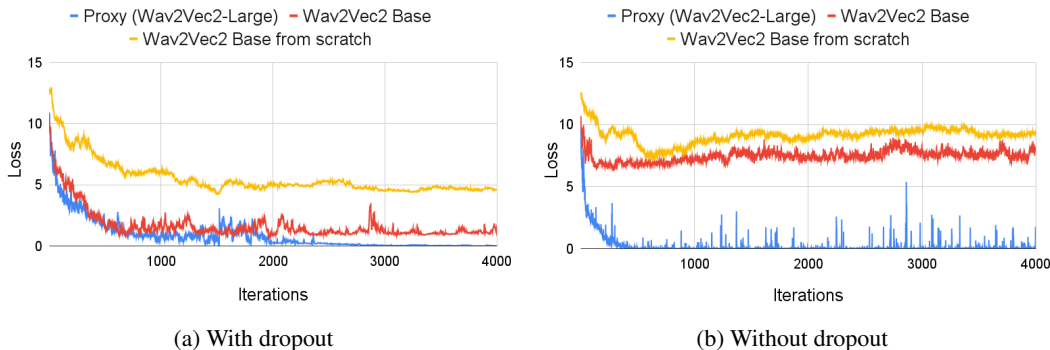 Proxy (Wav2Vec2-Large) Wav2Vec2 Base
Wav2Vec2 Base from scratch
15
10
5
0
Loss
1000 2000 3000 4000
Iterations
(a) With dropout
Proxy (Wav2Vec2-Large) Wav2Vec2 Base
Wav2Vec2 Base from scratch
15
10
5
0
Loss
1000 2000 3000 4000
Iterations
(b) Without dropout